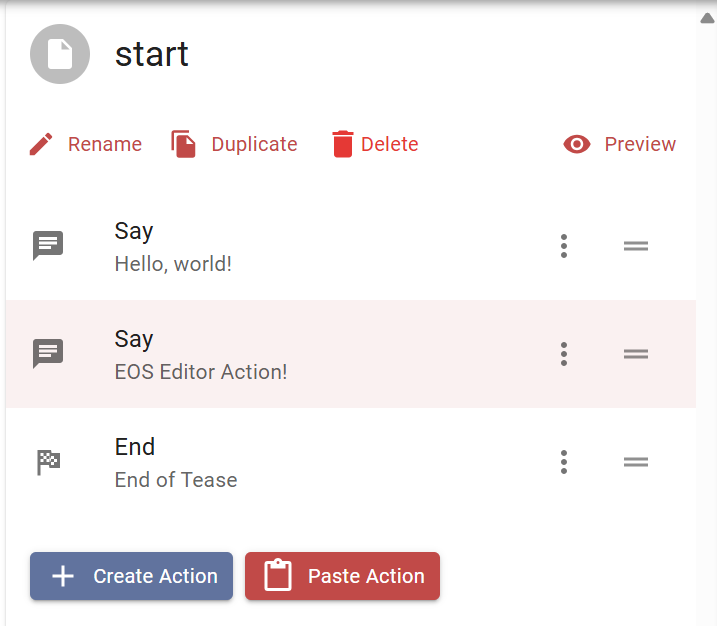 start
Rename Duplicate Delete Preview
Say
Hello, world!
Say
EOS Editor Action!
End
End of Tease
Create Action Paste Action